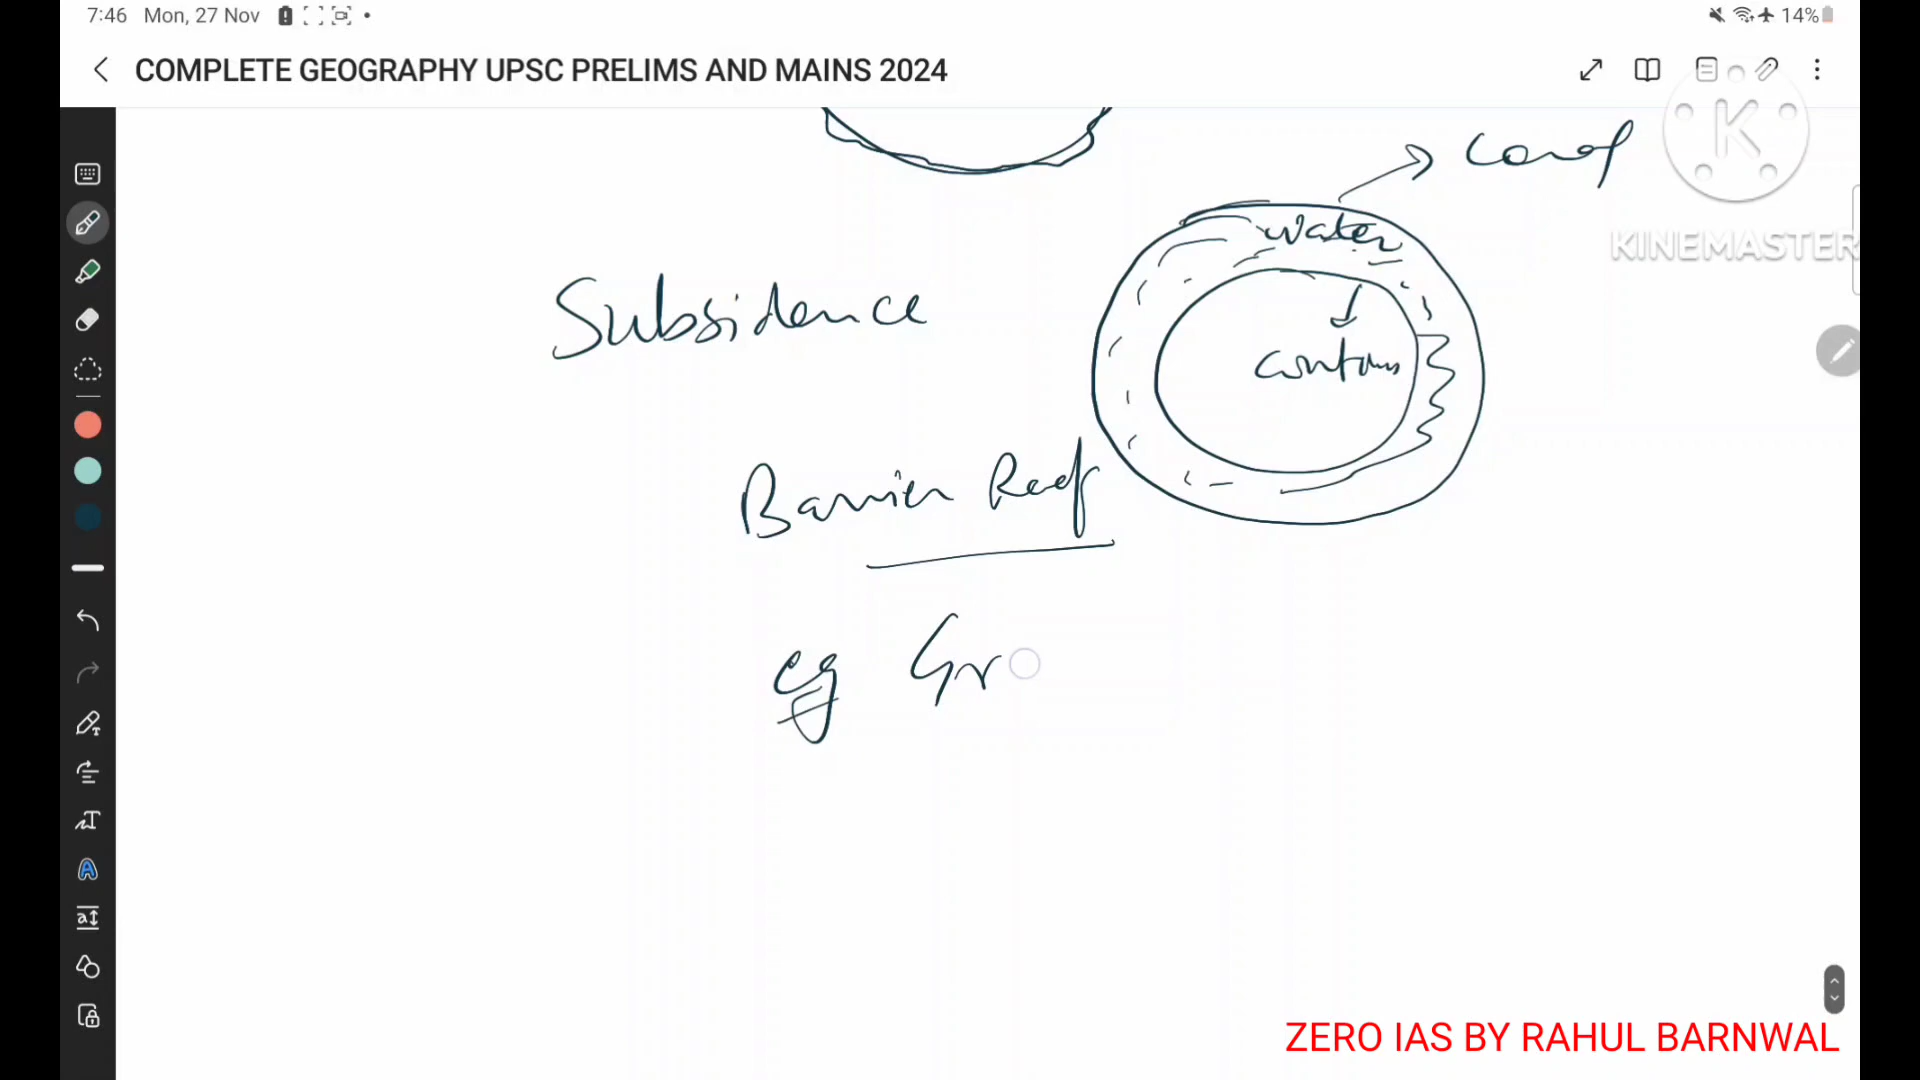 7:46 Mon, 27 Nov
14%
COMPLETE GEOGRAPHY UPSC PRELIMS AND MAINS 2024
K
KINEMASTER
Coral
water
Subsidence
Barrier Reef
eg Gr
ZERO IAS BY RAHUL BARNWAL